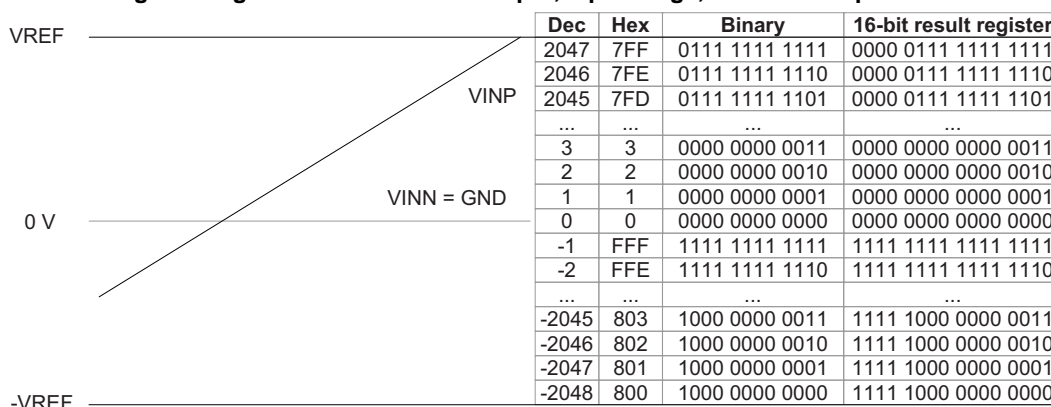 VREF
VINP
VINN = GND
0 V
-VREF
Dec Hex Binary 16-bit result register
2047 7FF 0111 1111 1111 0000 0111 1111 1111
2046 7FE 0111 1111 1110 0000 0111 1111 1110
2045 7FD 0111 1111 1101 0000 0111 1111 1101
... ... ... ...
3 3 0000 0000 0011 0000 0000 0000 0011
2 2 0000 0000 0010 0000 0000 0000 0010
1 1 0000 0000 0001 0000 0000 0000 0001
0 0 0000 0000 0000 0000 0000 0000 0000
-1 FFF 1111 1111 1111 1111 1111 1111 1111
-2 FFE 1111 1111 1110 1111 1111 1111 1110
... ... ... ...
-2045 803 1000 0000 0011 1111 1000 0000 0011
-2046 802 1000 0000 0010 1111 1000 0000 0010
-2047 801 1000 0000 0001 1111 1000 0000 0001
-2048 800 1000 0000 0000 1111 1000 0000 0000